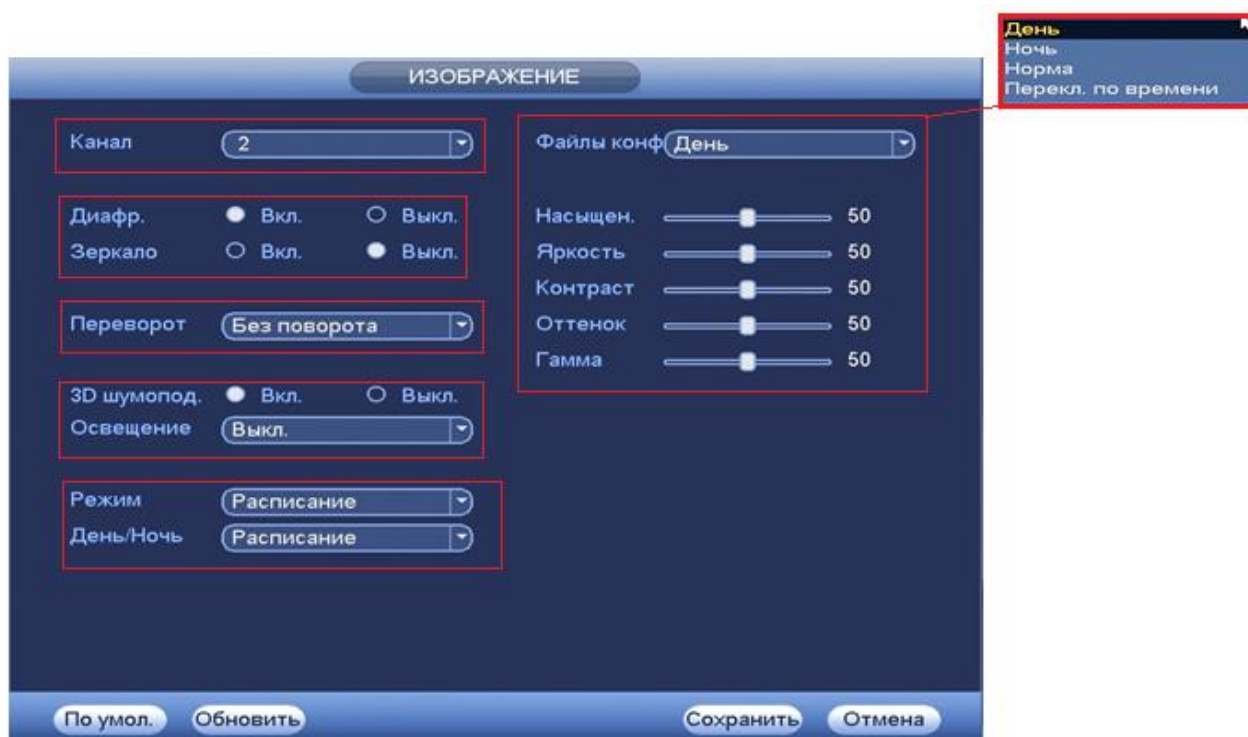 ИЗОБРАЖЕНИЕ
Канал 2
Диафр. Вкл. Выкл.
Зеркало Вкл. Выкл.
Переворот Без поворота
3D шумопод. Вкл. Выкл.
Освещение Выкл.
Режим Расписание
День/Ночь Расписание
Файлы конф День
Насыщен. 50
Яркость 50
Контраст 50
Оттенок 50
Гамма 50
День
Ночь
Норма
Перекл. по времени
По умол. Обновить Сохранить Отмена